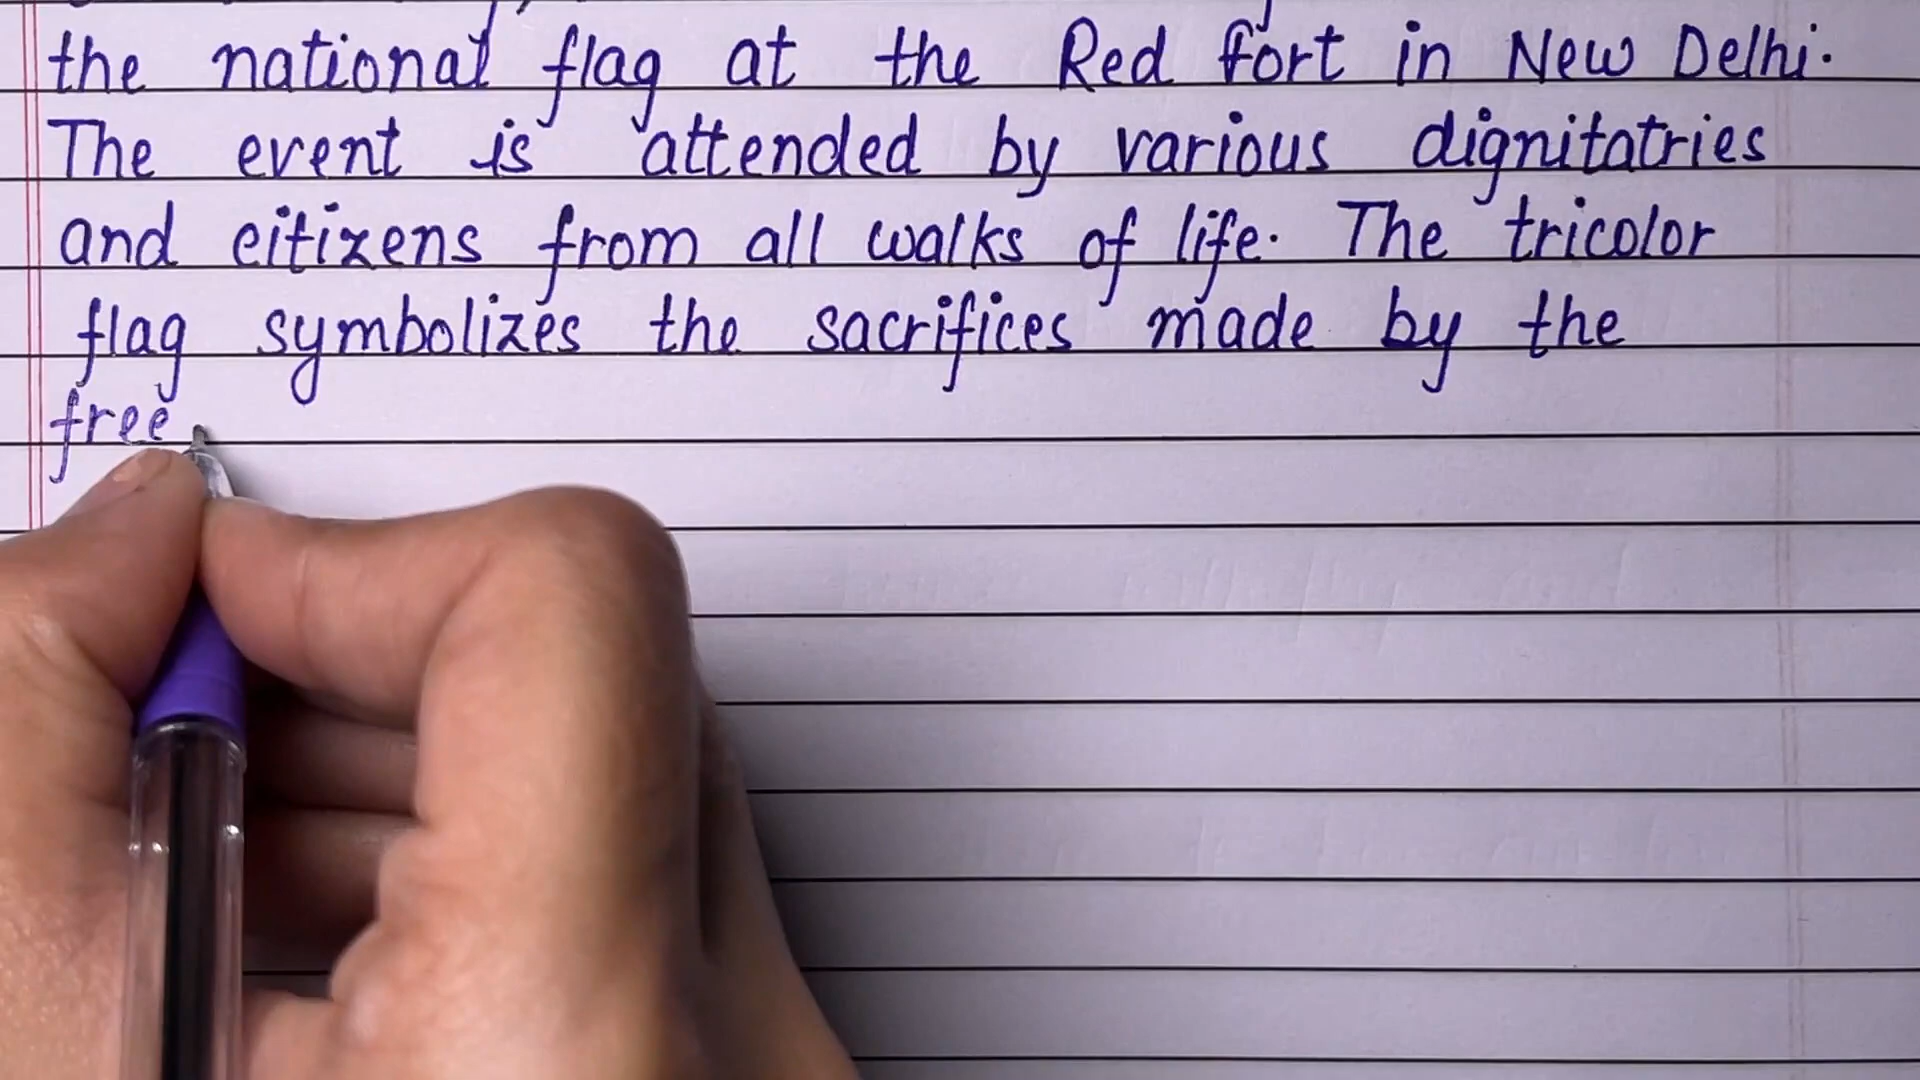 the national flag at the Red fort in New Delhi.
The event is attended by various dignitatries
and eitizens from all walks of life. The tricolor
flag symbolizes the sacrifices made by the
free